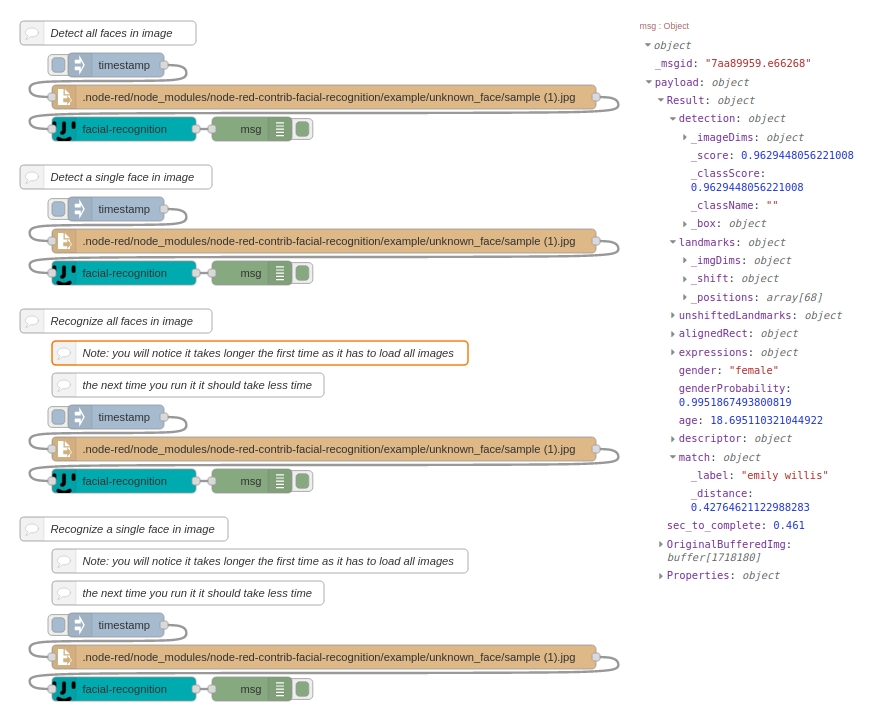 Detect all faces in image
timestamp
.node-red/node_modules/node-red-contrib-facial-recognition/example/unknown_face/sample (1).jpg
facial-recognition
msg
Detect a single face in image
timestamp
.node-red/node_modules/node-red-contrib-facial-recognition/example/unknown_face/sample (1).jpg
facial-recognition
msg
Recognize all faces in image
Note: you will notice it takes longer the first time as it has to load all images
the next time you run it it should take less time
timestamp
.node-red/node_modules/node-red-contrib-facial-recognition/example/unknown_face/sample (1).jpg
facial-recognition
msg
Recognize a single face in image
Note: you will notice it takes longer the first time as it has to load all images
the next time you run it it should take less time
timestamp
.node-red/node_modules/node-red-contrib-facial-recognition/example/unknown_face/sample (1).jpg
facial-recognition
msg
msg : Object
object
_msgid: "7aa89959.e66268"
payload: object
Result: object
detection: object
_imageDims: object
_score: 0.9629448056221008
_classScore:
0.9629448056221008
_className: ""
_box: object
landmarks: object
_imgDims: object
_shift: object
_positions: array[68]
unshiftedLandmarks: object
alignedRect: object
expressions: object
gender: "female"
genderProbability:
0.9951867493800819
age: 18.695110321044922
descriptor: object
match: object
_label: "emily willis"
_distance:
0.42764621122988283
sec_to_complete: 0.461
OriginalBufferedImg:
buffer[1718180]
Properties: object